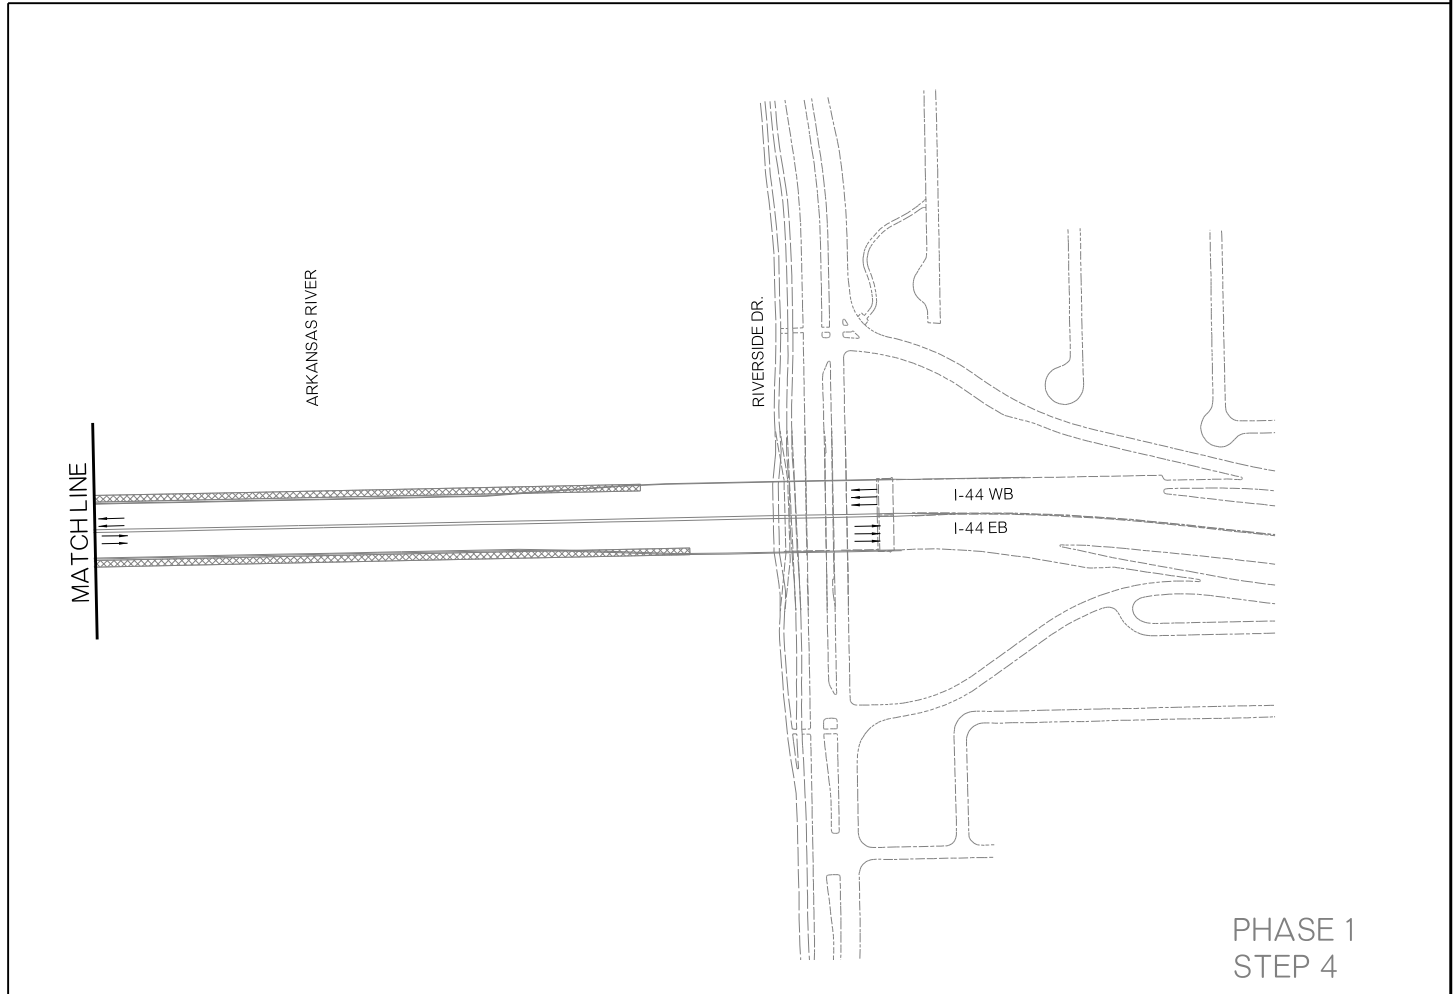 ARKANSAS RIVER
RIVERSIDE DR.
MATCH LINE
I-44 WB
I-44 EB
PHASE 1
STEP 4